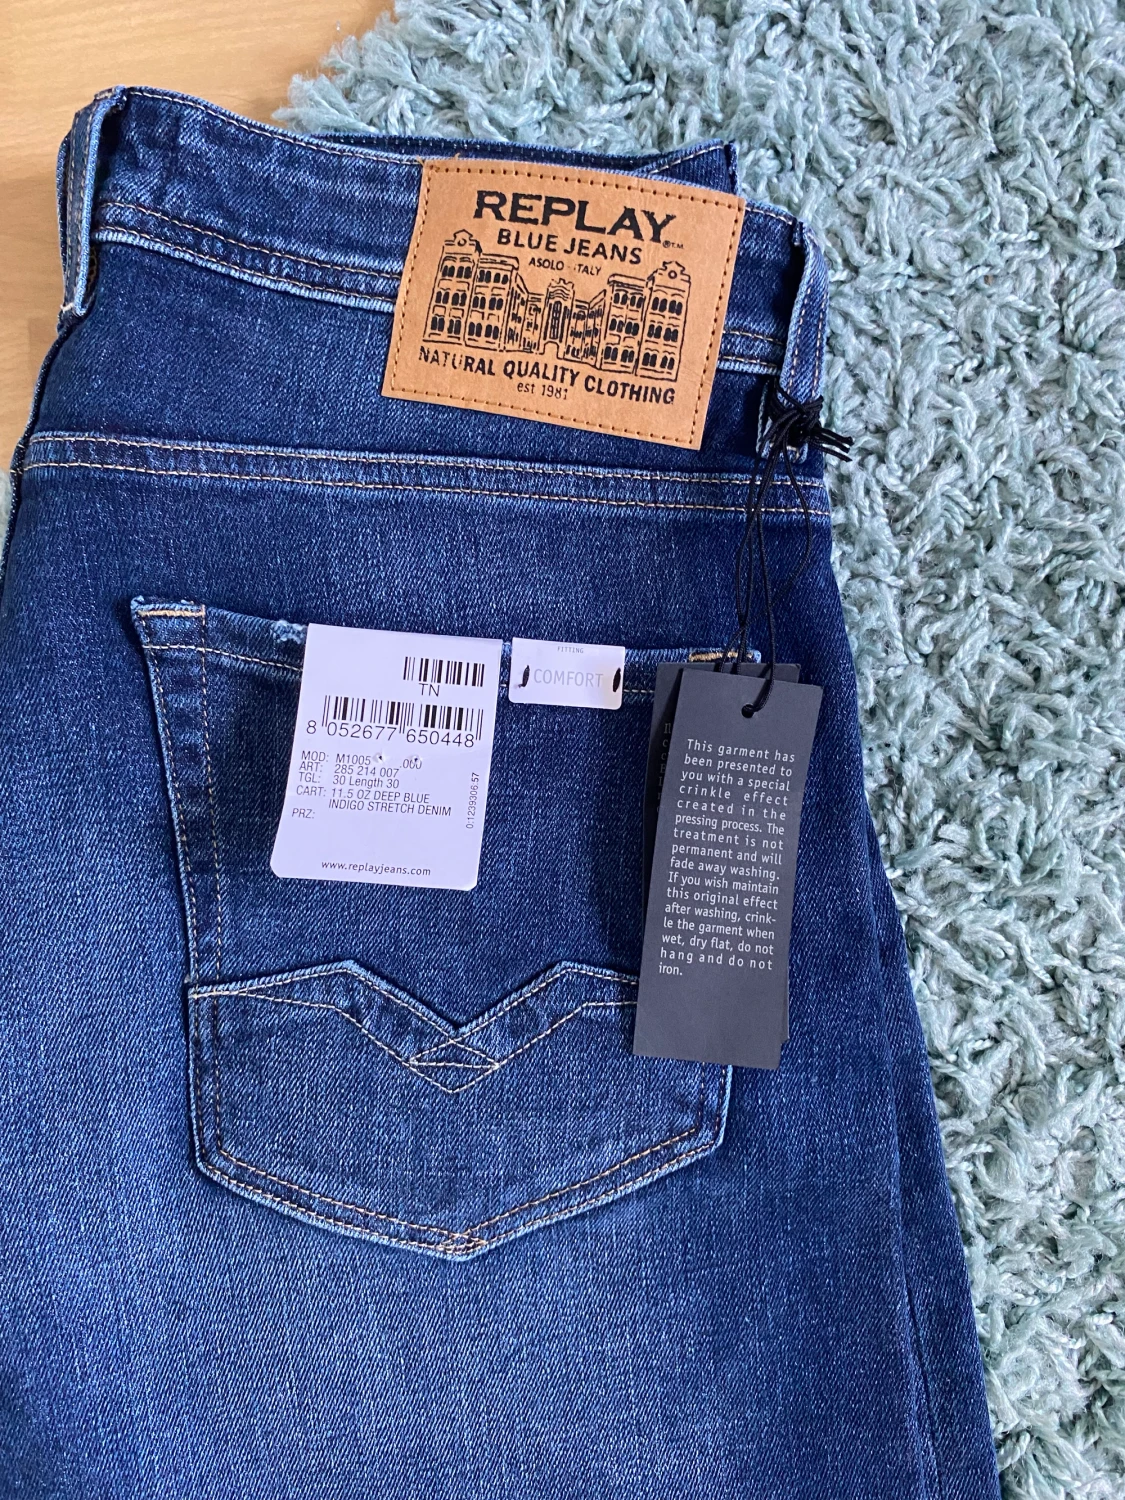 REPLAY
®T.M.
BLUE JEANS
ASOLO
NATURAL QUALITY CLOTHING
est 1981
TN
8 052677 650448
MOD: M1005 .000
ART: 285 214 007
TGL: 30 Length 30
CART: 11.5 OZ DEEP BLUE
INDIGO STRETCH DENIM
PRZ:
0.1239306.57
www.replayjeans.com
FITTING
COMFORT
This garment has
been presented to
you with a special
crinkle effect
created in the
pressing process. The
treatment is not
permanent and will
fade away washing.
If you wish maintain
this original effect
after washing, crink-
le the garment when
wet, dry flat, do not
hang and do not
iron.